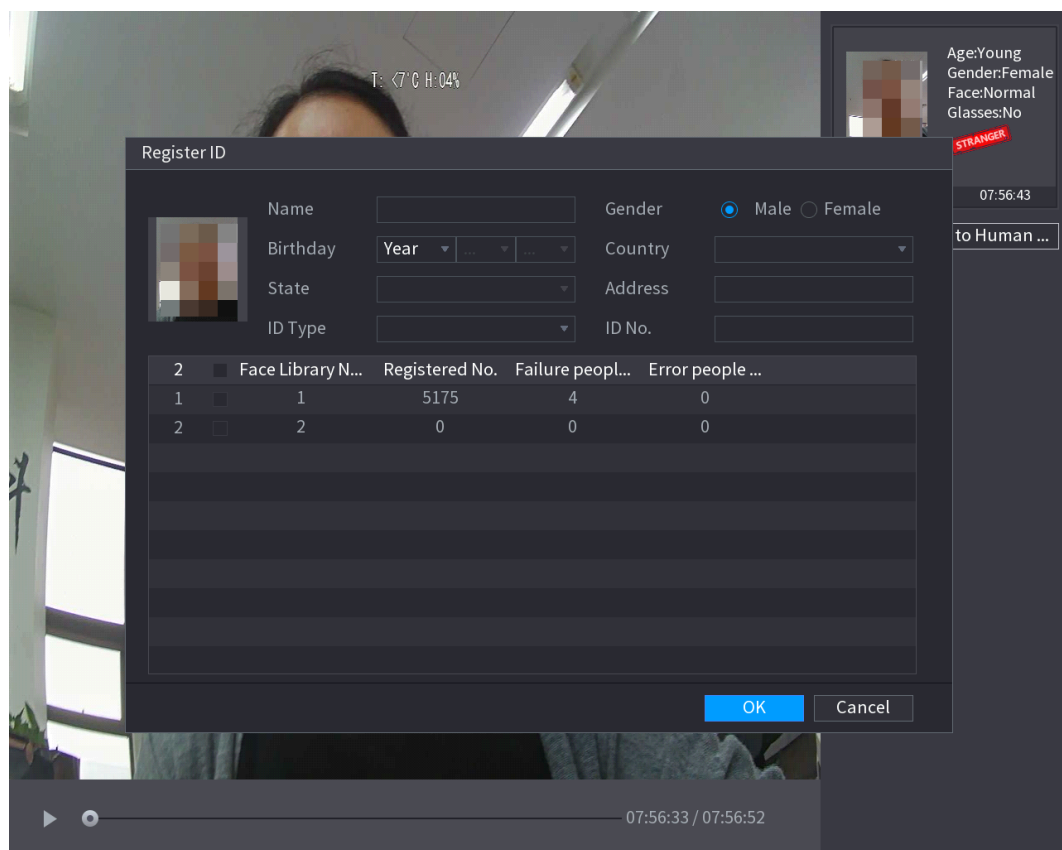 T: <7°C H:04%
Age:Young
Gender:Female
Face:Normal
Glasses:No
STRANGER
07:56:43
to Human ...
Register ID
Name
Gender
Male
Female
Birthday
Year
...
...
Country
State
Address
ID Type
ID No.
2 Face Library N... Registered No. Failure peopl... Error people ...
1 1 5175 4 0
2 2 0 0 0
OK
Cancel
07:56:33 / 07:56:52